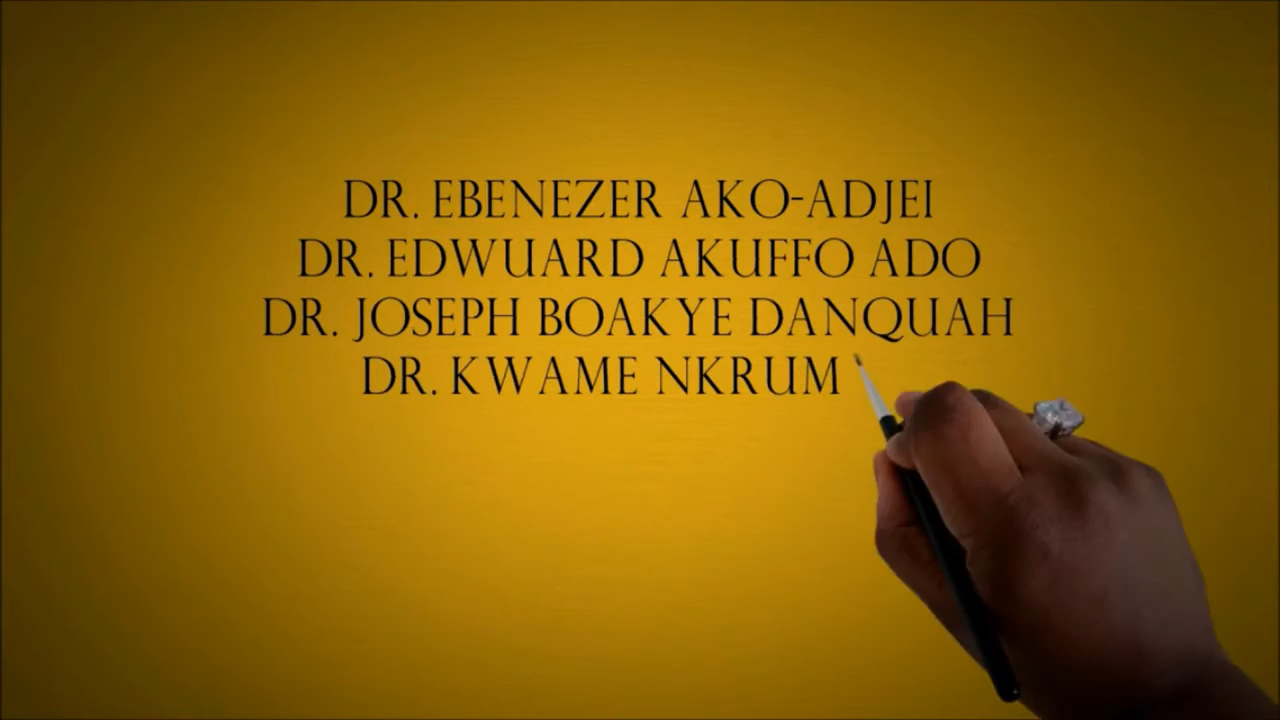 DR. EBENEZER AKO-ADJEI
DR. EDWUARD AKUFFO ADO
DR. JOSEPH BOAKYE DANQUAH
DR. KWAME NKRUM